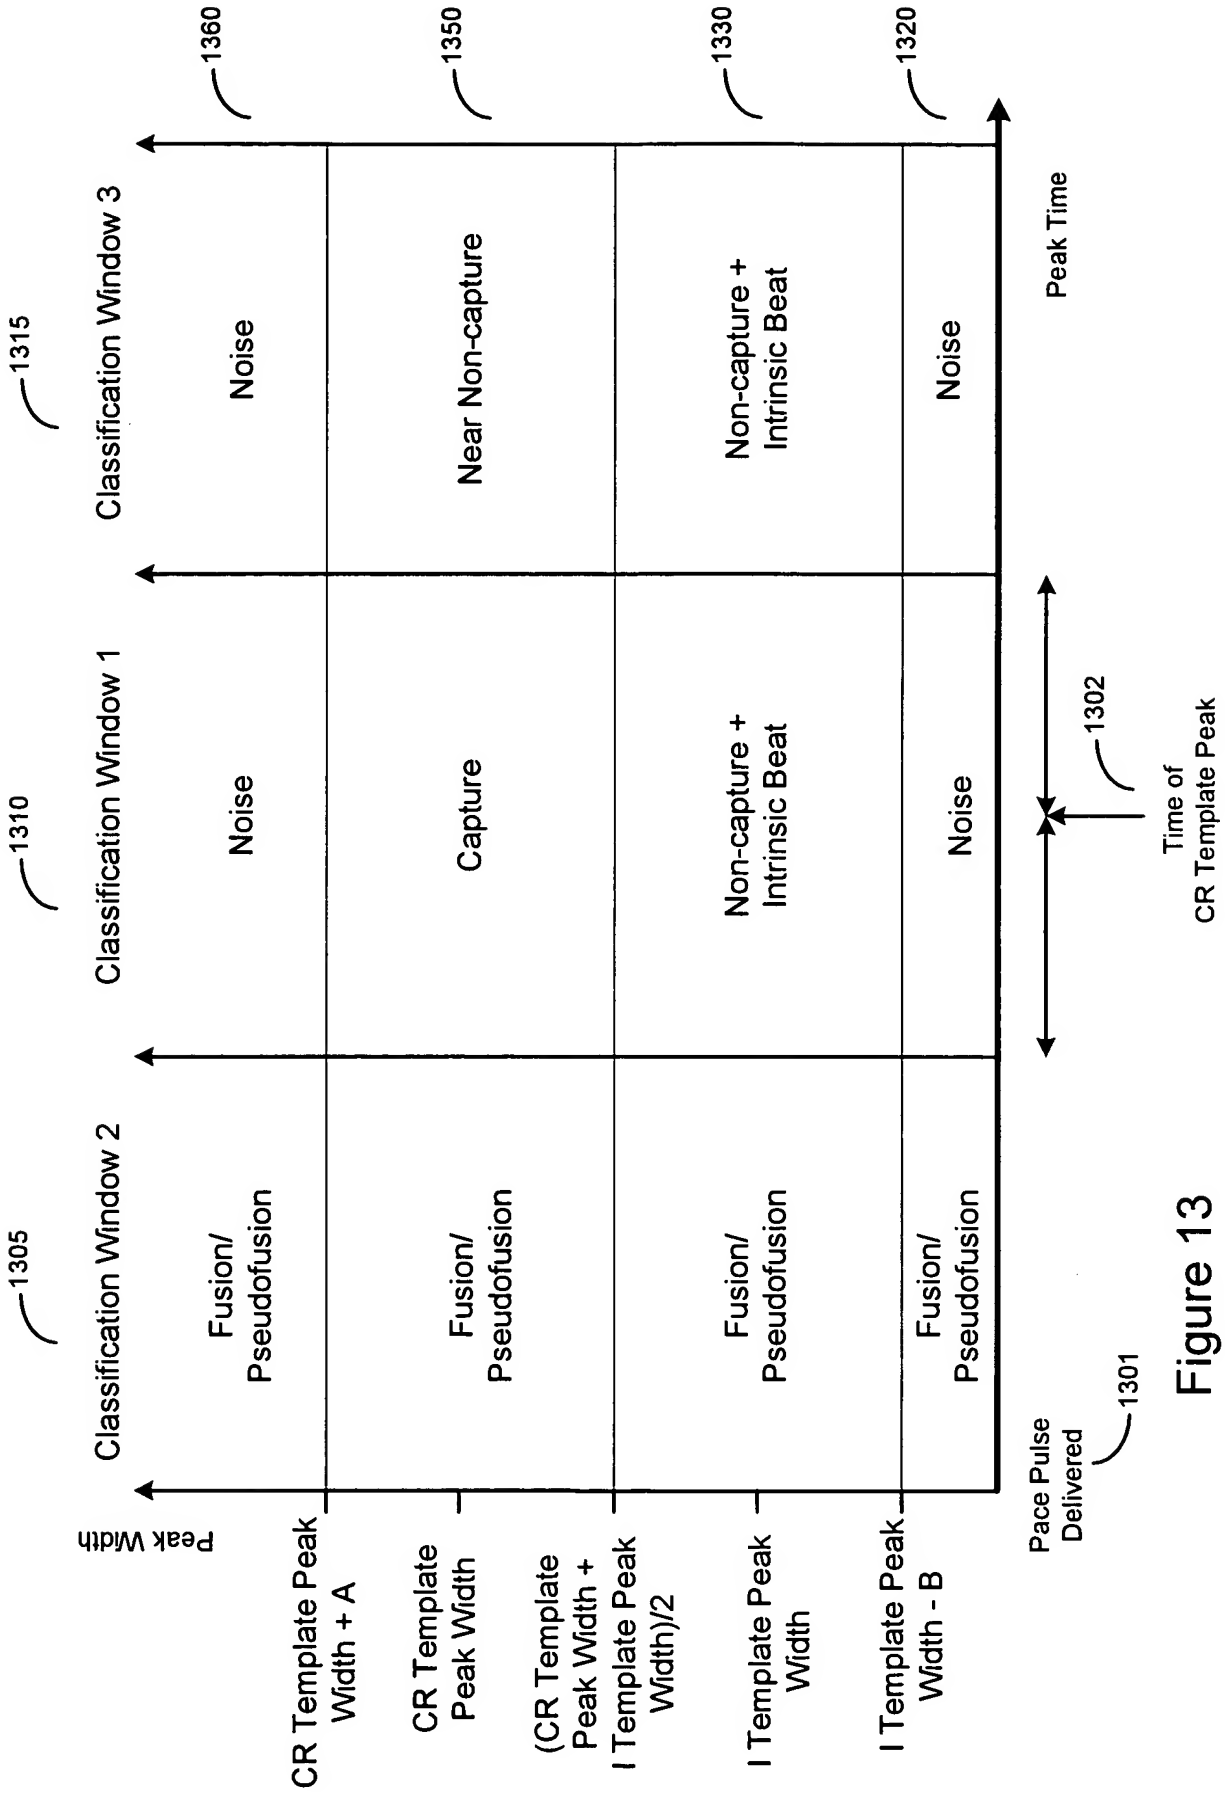 1305
1310
1315
Classification Window 2
Classification Window 1
Classification Window 3
Peak Width
CR Template Peak
Width + A
CR Template
Peak Width
(CR Template
Peak Width +
I Template Peak
Width)/2
I Template Peak
Width
I Template Peak
Width - B
Fusion/
Pseudofusion
Noise
Noise
1360
Fusion/
Pseudofusion
Capture
Near Non-capture
1350
Fusion/
Pseudofusion
Non-capture +
Intrinsic Beat
Non-capture +
Intrinsic Beat
1330
Fusion/
Pseudofusion
Noise
Noise
1320
Pace Pulse
Delivered
1301
Peak Time
1302
Time of
CR Template Peak
Figure 13